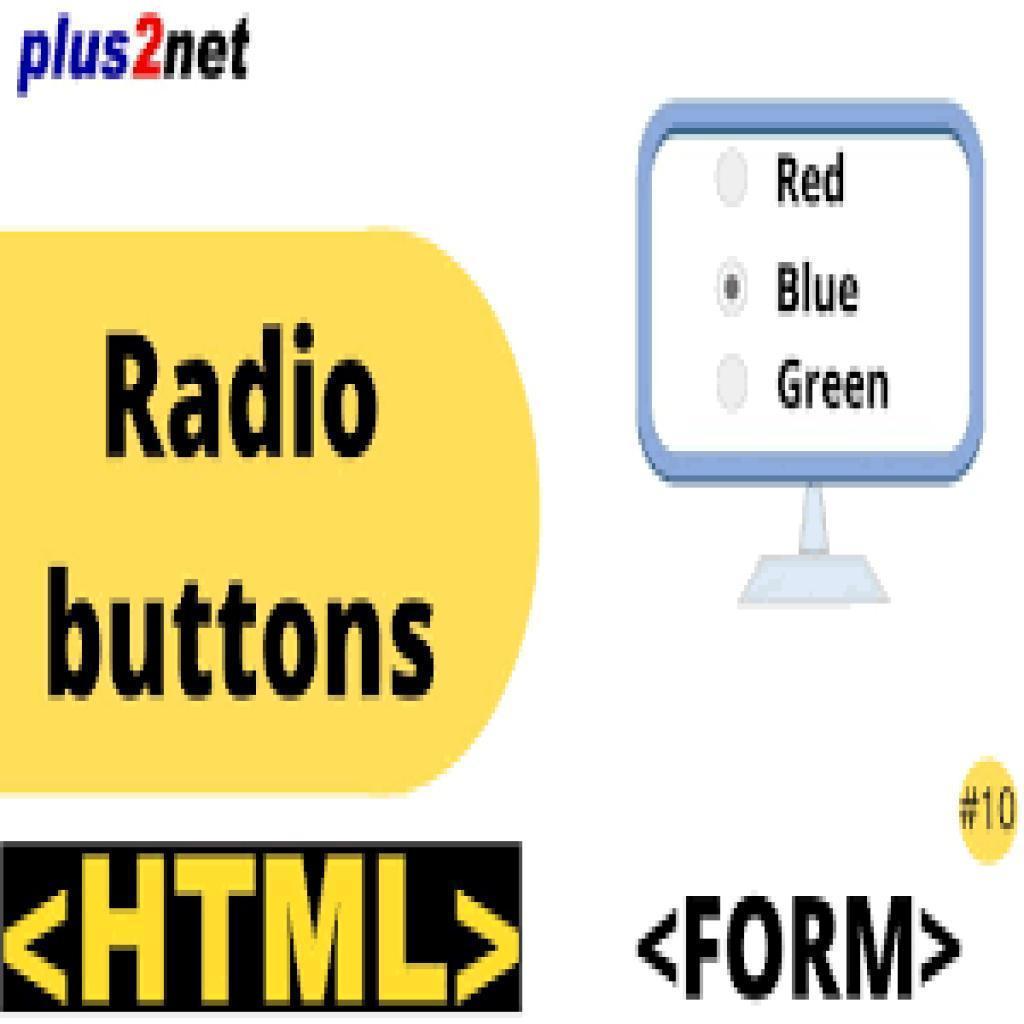 plus2net
Red
Blue
Green
Radio
buttons
#10
<HTML>
<FORM>